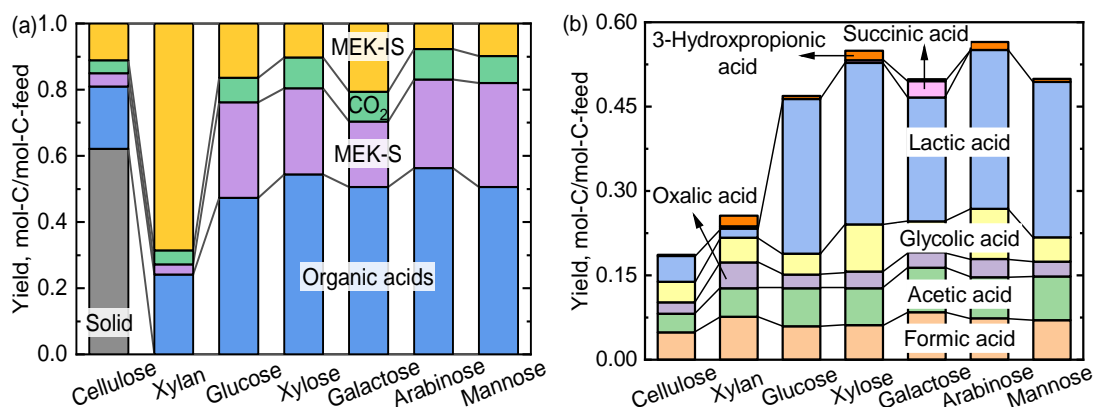 (a)
Yield, mol-C/mol-C-feed
1.0
0.8
0.6
0.4
0.2
0.0
MEK-IS
CO₂
MEK-S
Organic acids
Solid
Cellulose
Xylan
Glucose
Xylose
Galactose
Arabinose
Mannose
(b)
Yield, mol-C/mol-C-feed
0.60
0.45
0.30
0.15
0.00
Succinic acid
3-Hydroxpropionic
acid
Lactic acid
Oxalic acid
Glycolic acid
Acetic acid
Formic acid
Cellulose
Xylan
Glucose
Xylose
Galactose
Arabinose
Mannose